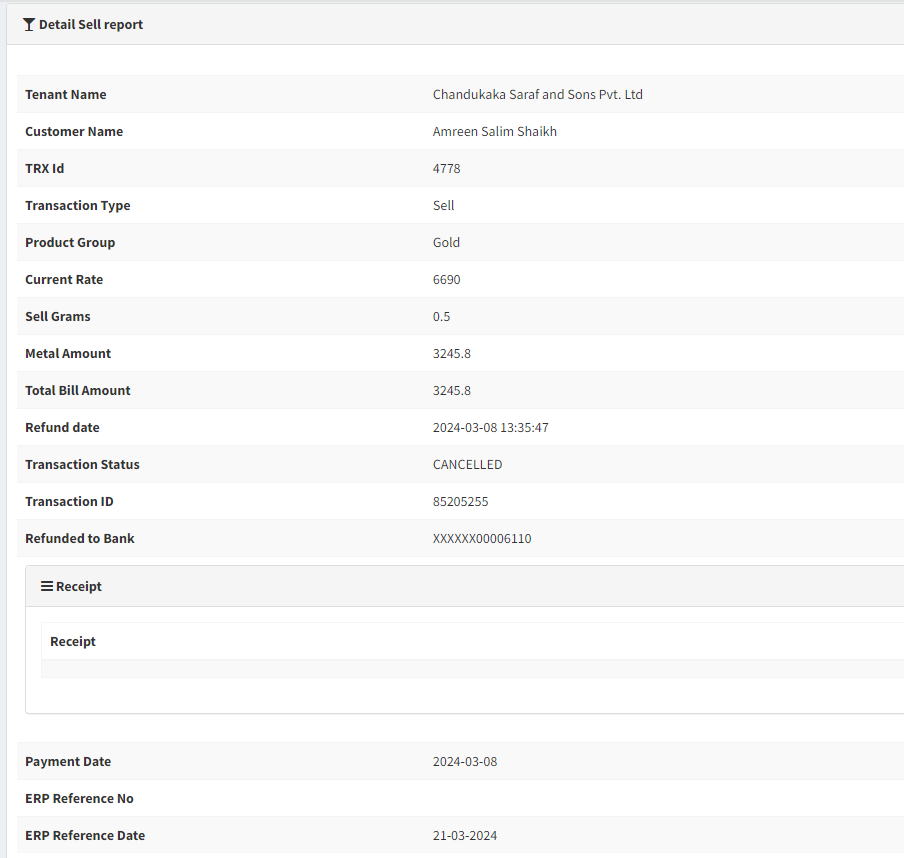 Detail Sell report
Tenant Name Chandukaka Saraf and Sons Pvt. Ltd
Customer Name Amreen Salim Shaikh
TRX Id 4778
Transaction Type Sell
Product Group Gold
Current Rate 6690
Sell Grams 0.5
Metal Amount 3245.8
Total Bill Amount 3245.8
Refund date 2024-03-08 13:35:47
Transaction Status CANCELLED
Transaction ID 85205255
Refunded to Bank XXXXXX00006110
Receipt
Receipt
Payment Date 2024-03-08
ERP Reference No
ERP Reference Date 21-03-2024